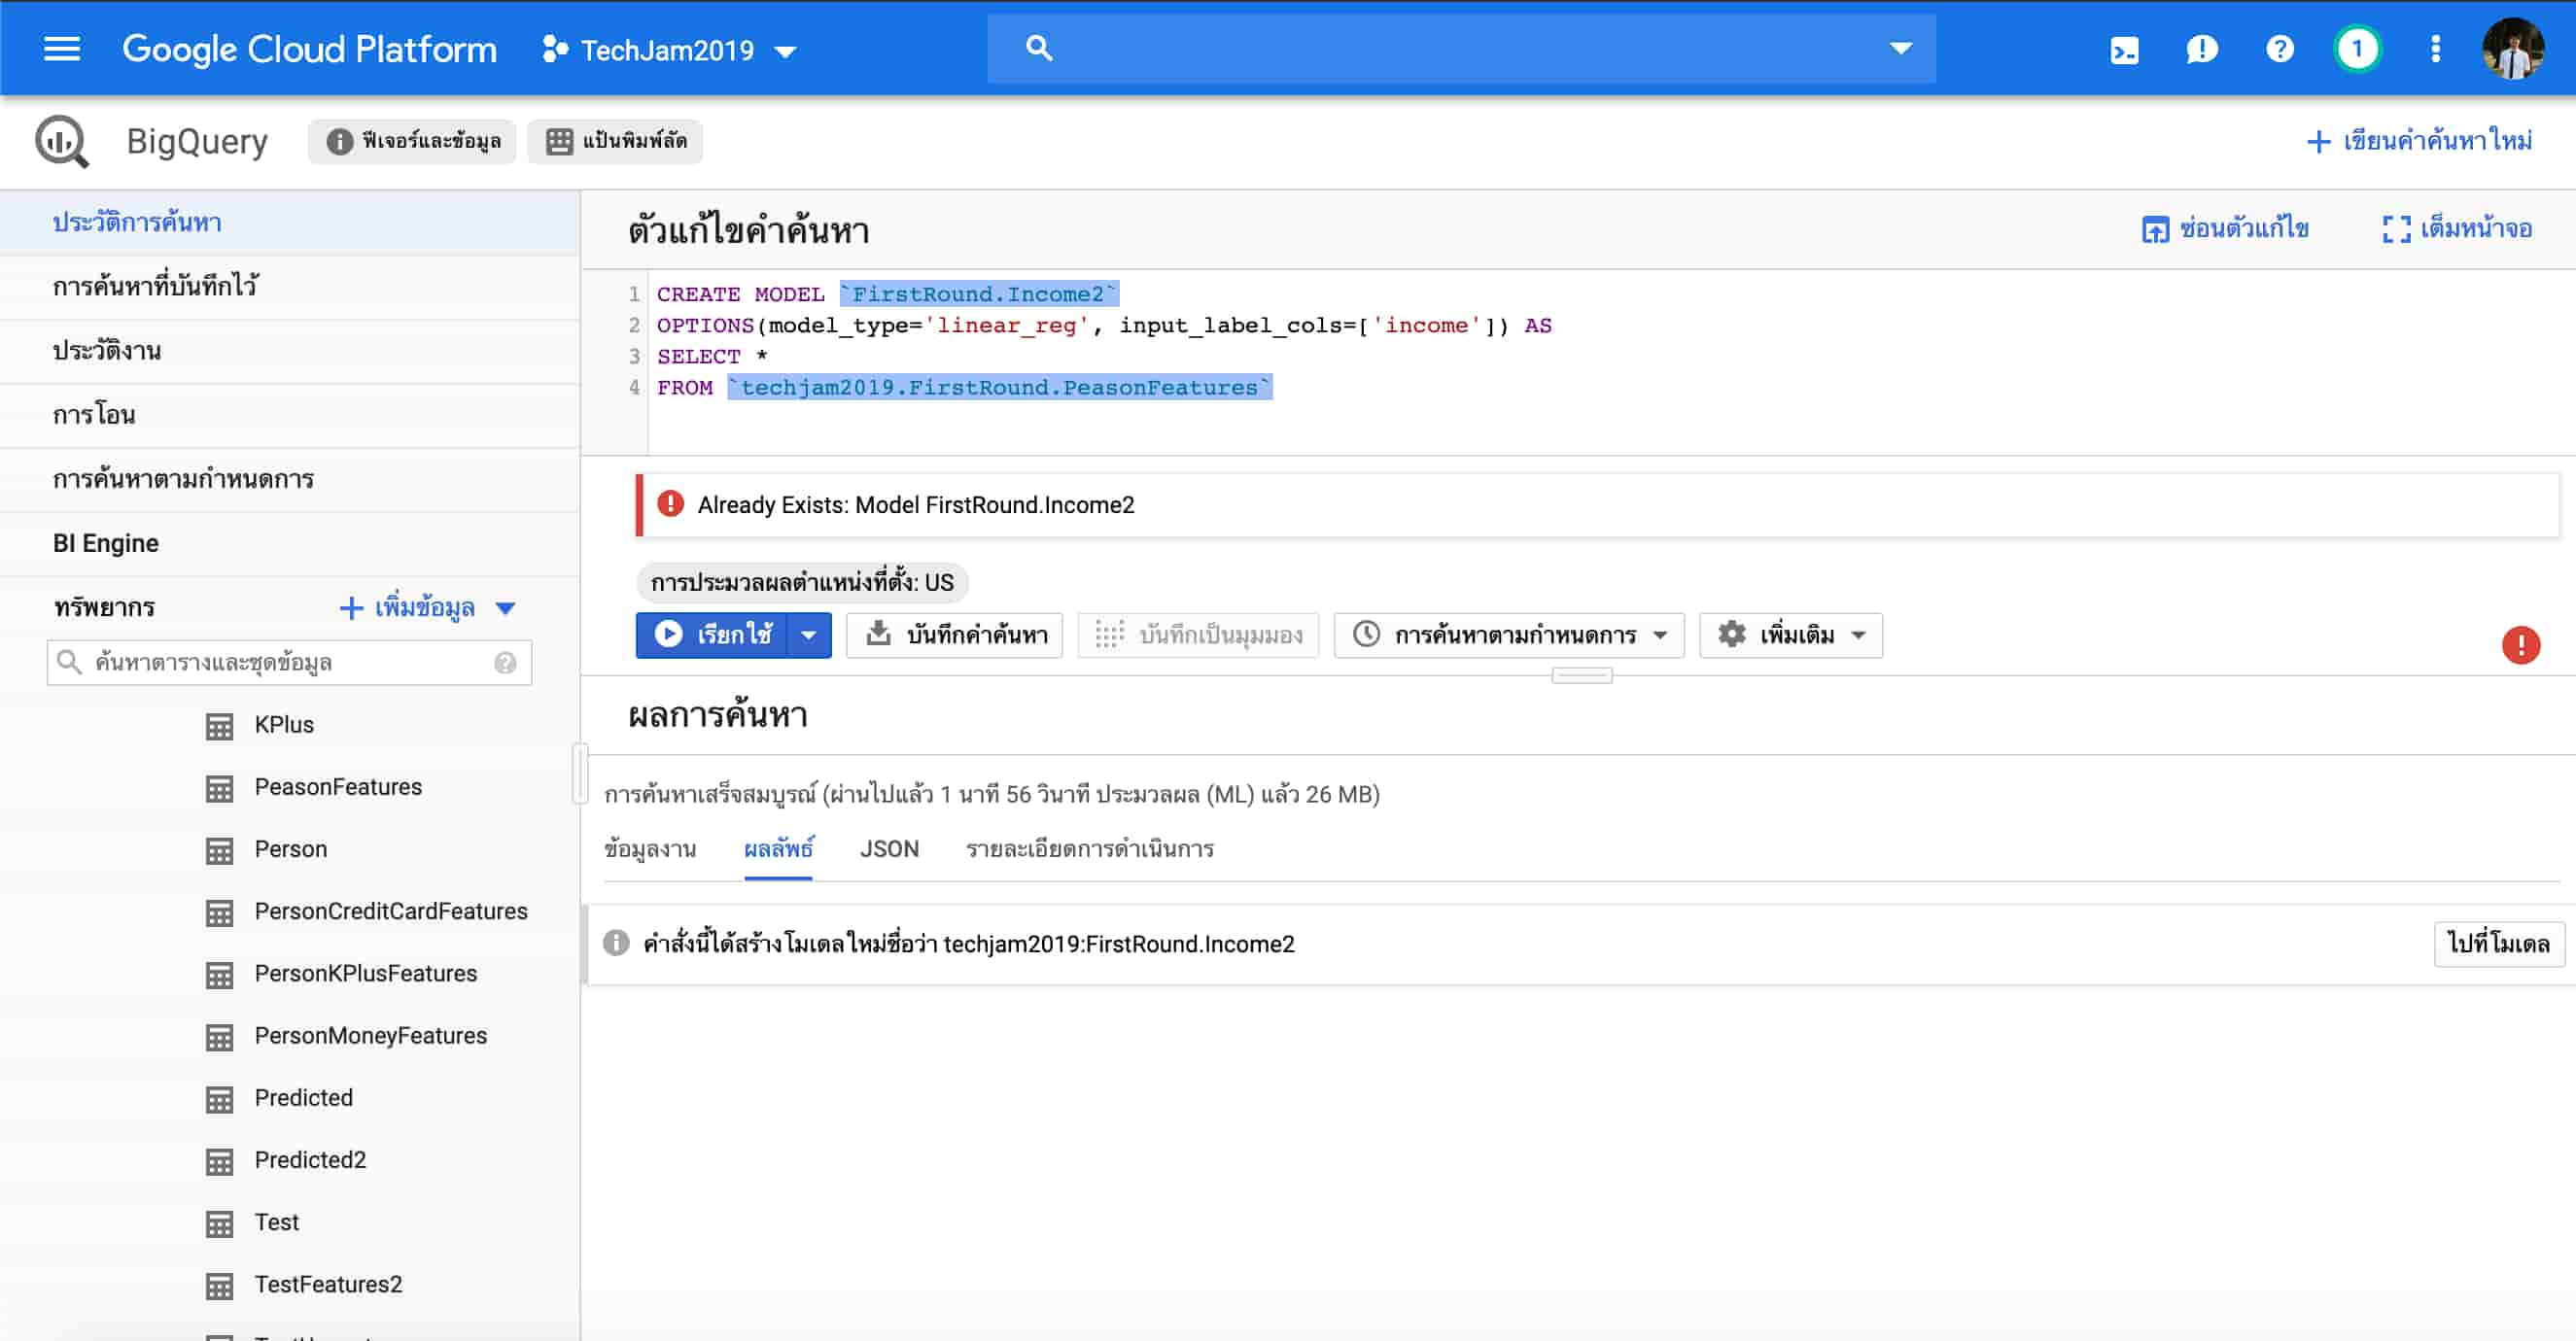 Google Cloud Platform
TechJam2019
1
BigQuery
ฟีเจอร์และข้อมูล
แป้นพิมพ์ลัด
เขียนคำค้นหาใหม่
ประวัติการค้นหา
การค้นหาที่บันทึกไว้
ประวัติงาน
การโอน
การค้นหาตามกำหนดการ
BI Engine
ทรัพยากร
เพิ่มข้อมูล
ค้นหาตารางและชุดข้อมูล
KPlus
PeasonFeatures
Person
PersonCreditCardFeatures
PersonKPlusFeatures
PersonMoneyFeatures
Predicted
Predicted2
Test
TestFeatures2
ตัวแก้ไขคำค้นหา
ซ่อนตัวแก้ไข
เต็มหน้าจอ
1 CREATE MODEL `FirstRound.Income2`
2 OPTIONS(model_type='linear_reg', input_label_cols=['income']) AS
3 SELECT *
4 FROM `techjam2019.FirstRound.PeasonFeatures`
Already Exists: Model FirstRound.Income2
การประมวลผลตำแหน่งที่ตั้ง: US
เรียกใช้
บันทึกคำค้นหา
บันทึกเป็นมุมมอง
การค้นหาตามกำหนดการ
เพิ่มเติม
ผลการค้นหา
การค้นหาเสร็จสมบูรณ์ (ผ่านไปแล้ว 1 นาที 56 วินาที ประมวลผล (ML) แล้ว 26 MB)
ข้อมูลงาน
ผลลัพธ์
JSON
รายละเอียดการดำเนินการ
คำสั่งนี้ได้สร้างโมเดลใหม่ชื่อว่า techjam2019:FirstRound.Income2
ไปที่โมเดล